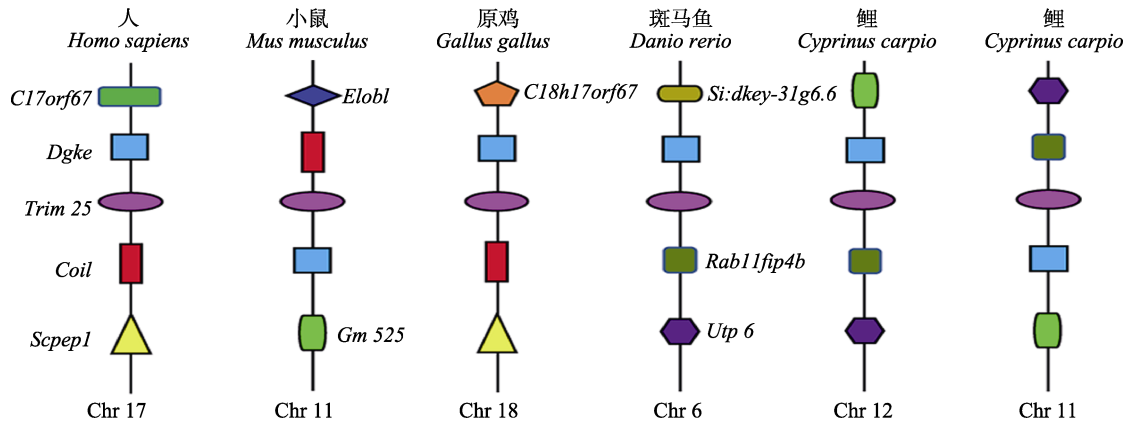 人 小鼠 原鸡 斑马鱼 鲤 鲤
Homo sapiens Mus musculus Gallus gallus Danio rerio Cyprinus carpio Cyprinus carpio
C17orf67 Elobl C18h17orf67 Si:dkey-31g6.6
Dgke
Trim 25
Coil Rab11fip4b
Scpep1 Gm 525 Utp 6
Chr 17 Chr 11 Chr 18 Chr 6 Chr 12 Chr 11